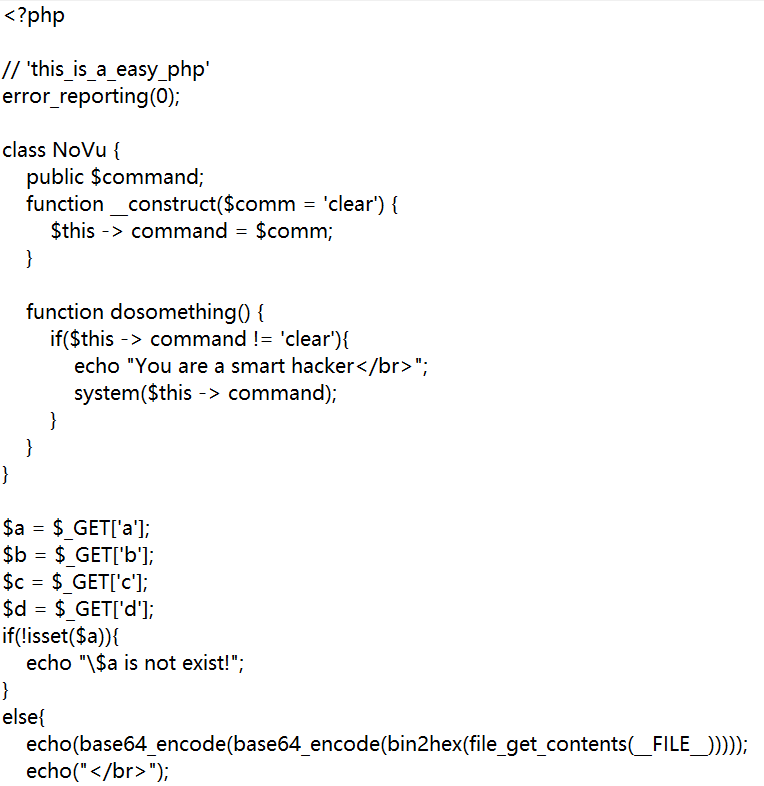 <?php
// 'this_is_a_easy_php'
error_reporting(0);
class NoVu {
public $command;
function __construct($comm = 'clear') {
$this -> command = $comm;
}
function dosomething() {
if($this -> command != 'clear'){
echo "You are a smart hacker</br>";
system($this -> command);
}
}
}
$a = $_GET['a'];
$b = $_GET['b'];
$c = $_GET['c'];
$d = $_GET['d'];
if(!isset($a)){
echo "\$a is not exist!";
}
else{
echo(base64_encode(base64_encode(bin2hex(file_get_contents(__FILE__)))));
echo("</br>");